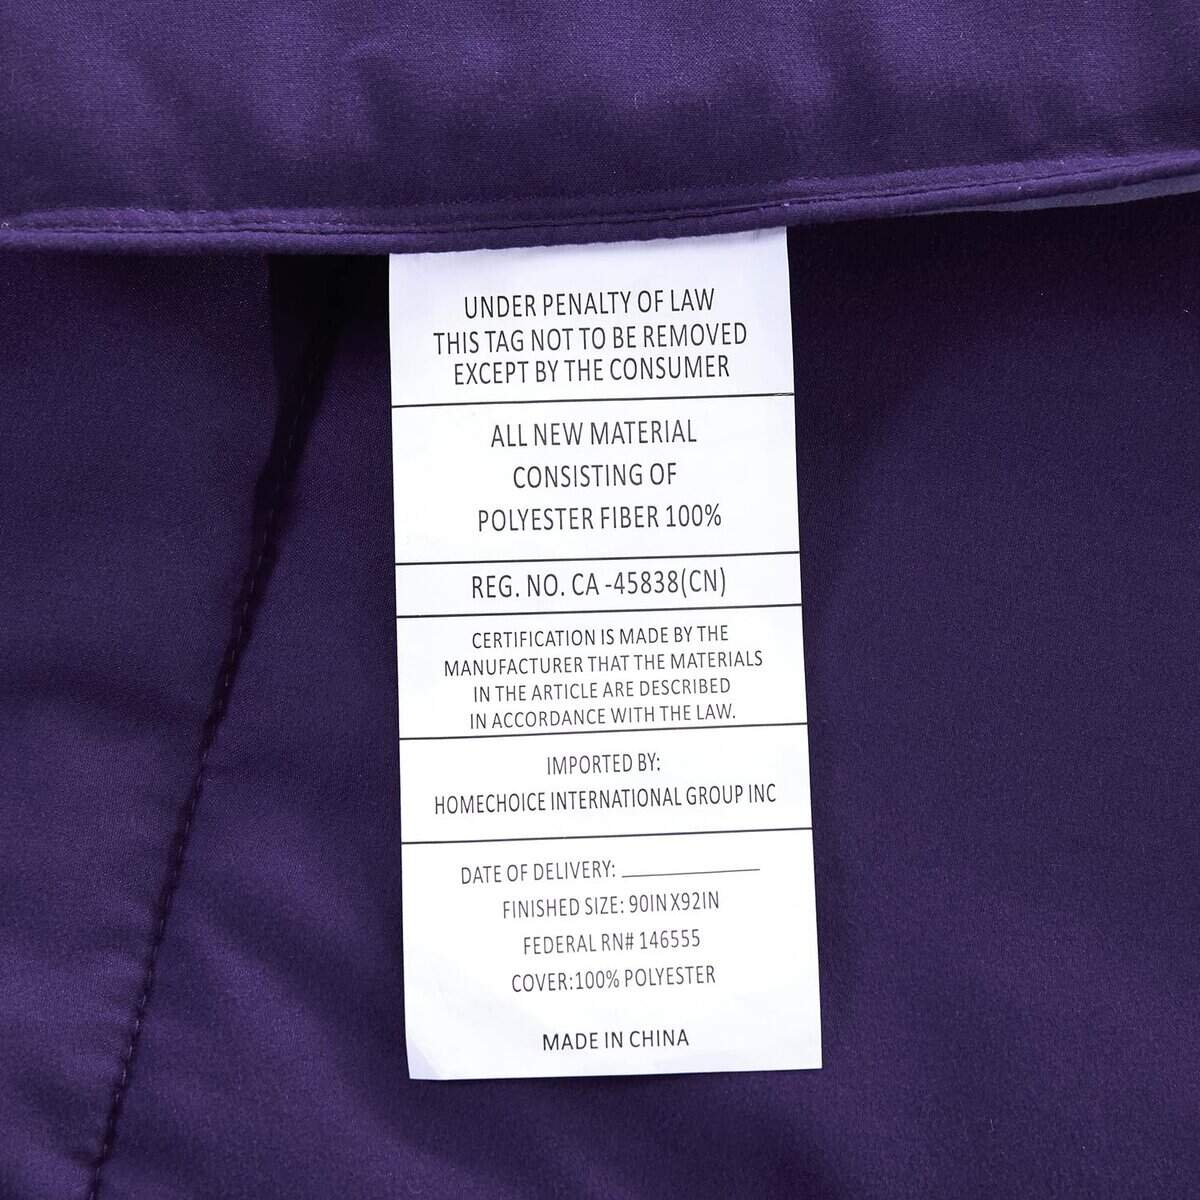 UNDER PENALTY OF LAW
THIS TAG NOT TO BE REMOVED
EXCEPT BY THE CONSUMER
ALL NEW MATERIAL
CONSISTING OF
POLYESTER FIBER 100%
REG. NO. CA -45838(CN)
CERTIFICATION IS MADE BY THE
MANUFACTURER THAT THE MATERIALS
IN THE ARTICLE ARE DESCRIBED
IN ACCORDANCE WITH THE LAW.
IMPORTED BY:
HOMECHOICE INTERNATIONAL GROUP INC
DATE OF DELIVERY: ___________
FINISHED SIZE: 90IN X92IN
FEDERAL RN# 146555
COVER:100% POLYESTER
MADE IN CHINA